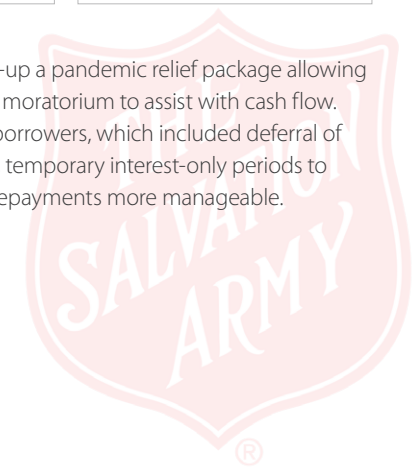 -up a pandemic relief package allowing
moratorium to assist with cash flow.
borrowers, which included deferral of
temporary interest-only periods to
epayments more manageable.
THE
SALVATION
ARMY
®